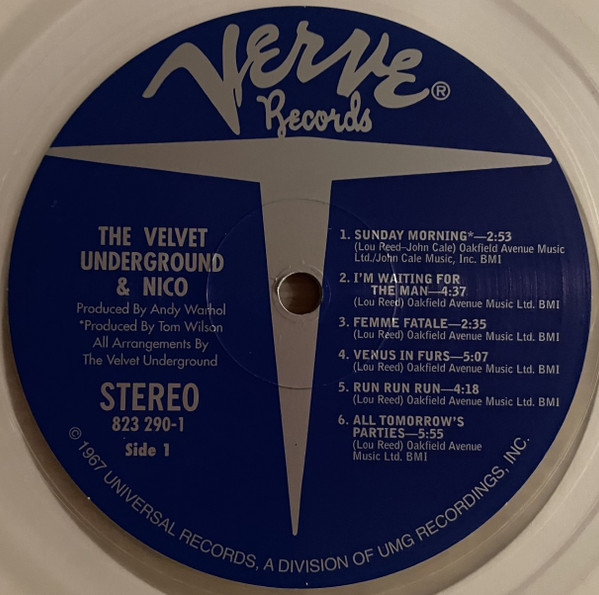 VERVE®
Records
THE VELVET
UNDERGROUND
& NICO
Produced By Andy Warhol
*Produced By Tom Wilson
All Arrangements By
The Velvet Underground
STEREO
823 290-1
Side 1
1. SUNDAY MORNING*—2:53
(Lou Reed–John Cale) Oakfield Avenue Music
Ltd./John Cale Music, Inc. BMI
2. I'M WAITING FOR
THE MAN—4:37
(Lou Reed) Oakfield Avenue Music Ltd. BMI
3. FEMME FATALE—2:35
(Lou Reed) Oakfield Avenue Music Ltd. BMI
4. VENUS IN FURS—5:07
(Lou Reed) Oakfield Avenue Music Ltd. BMI
5. RUN RUN RUN—4:18
(Lou Reed) Oakfield Avenue Music Ltd. BMI
6. ALL TOMORROW'S
PARTIES—5:55
(Lou Reed) Oakfield Avenue
Music Ltd. BMI
© 1967 UNIVERSAL RECORDS, A DIVISION OF UMG RECORDINGS, INC.